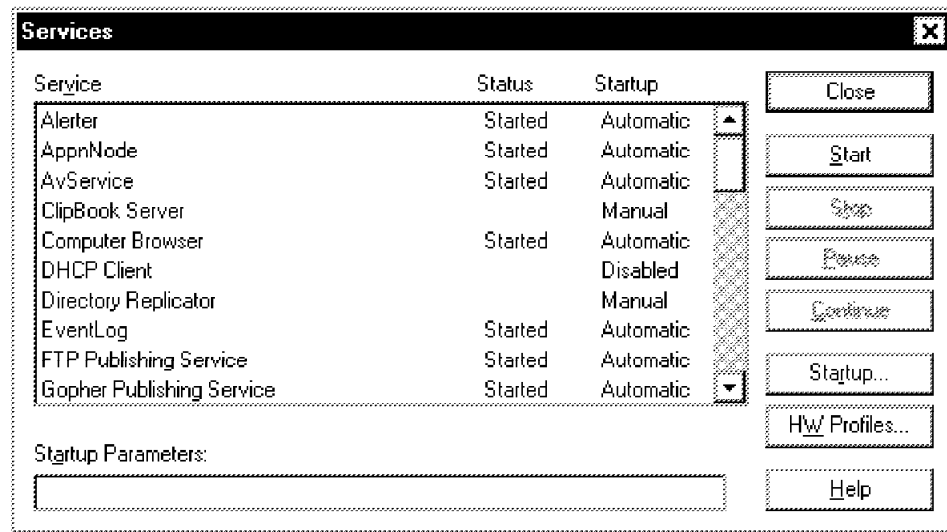 Services
Service Status Startup
Alerter Started Automatic
AppnNode Started Automatic
AvService Started Automatic
ClipBook Server Manual
Computer Browser Started Automatic
DHCP Client Disabled
Directory Replicator Manual
EventLog Started Automatic
FTP Publishing Service Started Automatic
Gopher Publishing Service Started Automatic
Startup Parameters:
Close
Start
Stop
Pause
Continue
Startup...
HW Profiles...
Help